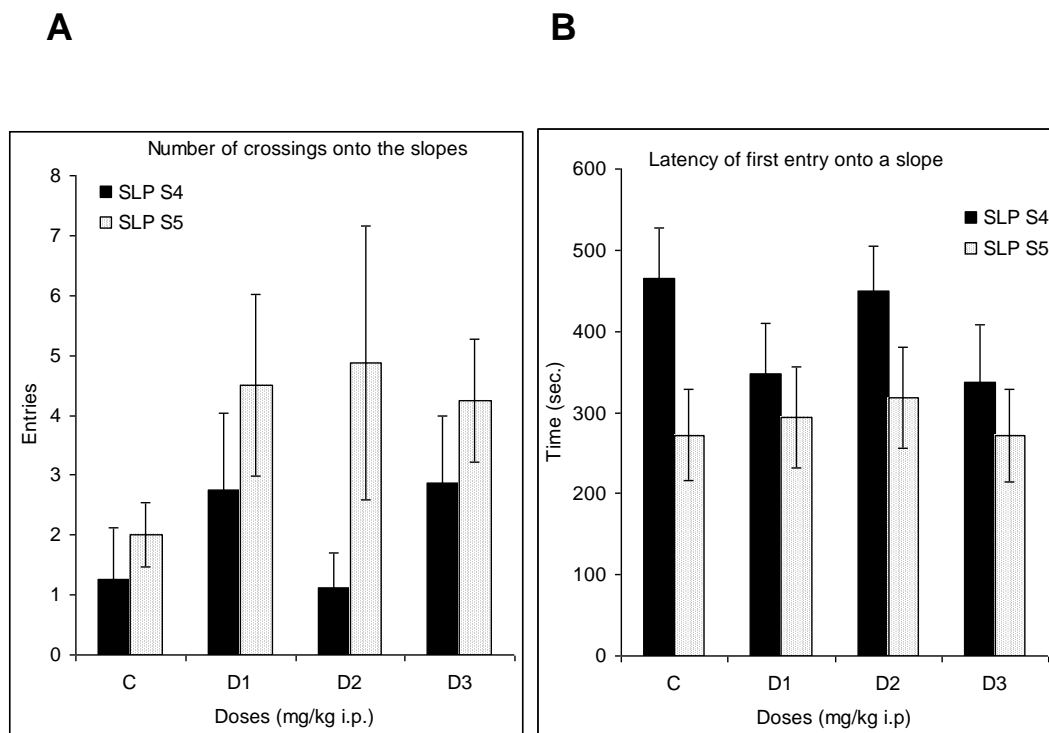 A
Number of crossings onto the slopes
8
7
6
5
4
3
2
1
0
Entries
SLP S4
SLP S5
C D1 D2 D3
Doses (mg/kg i.p.)
B
Latency of first entry onto a slope
600
500
400
300
200
100
0
Time (sec.)
SLP S4
SLP S5
C D1 D2 D3
Doses (mg/kg i.p)